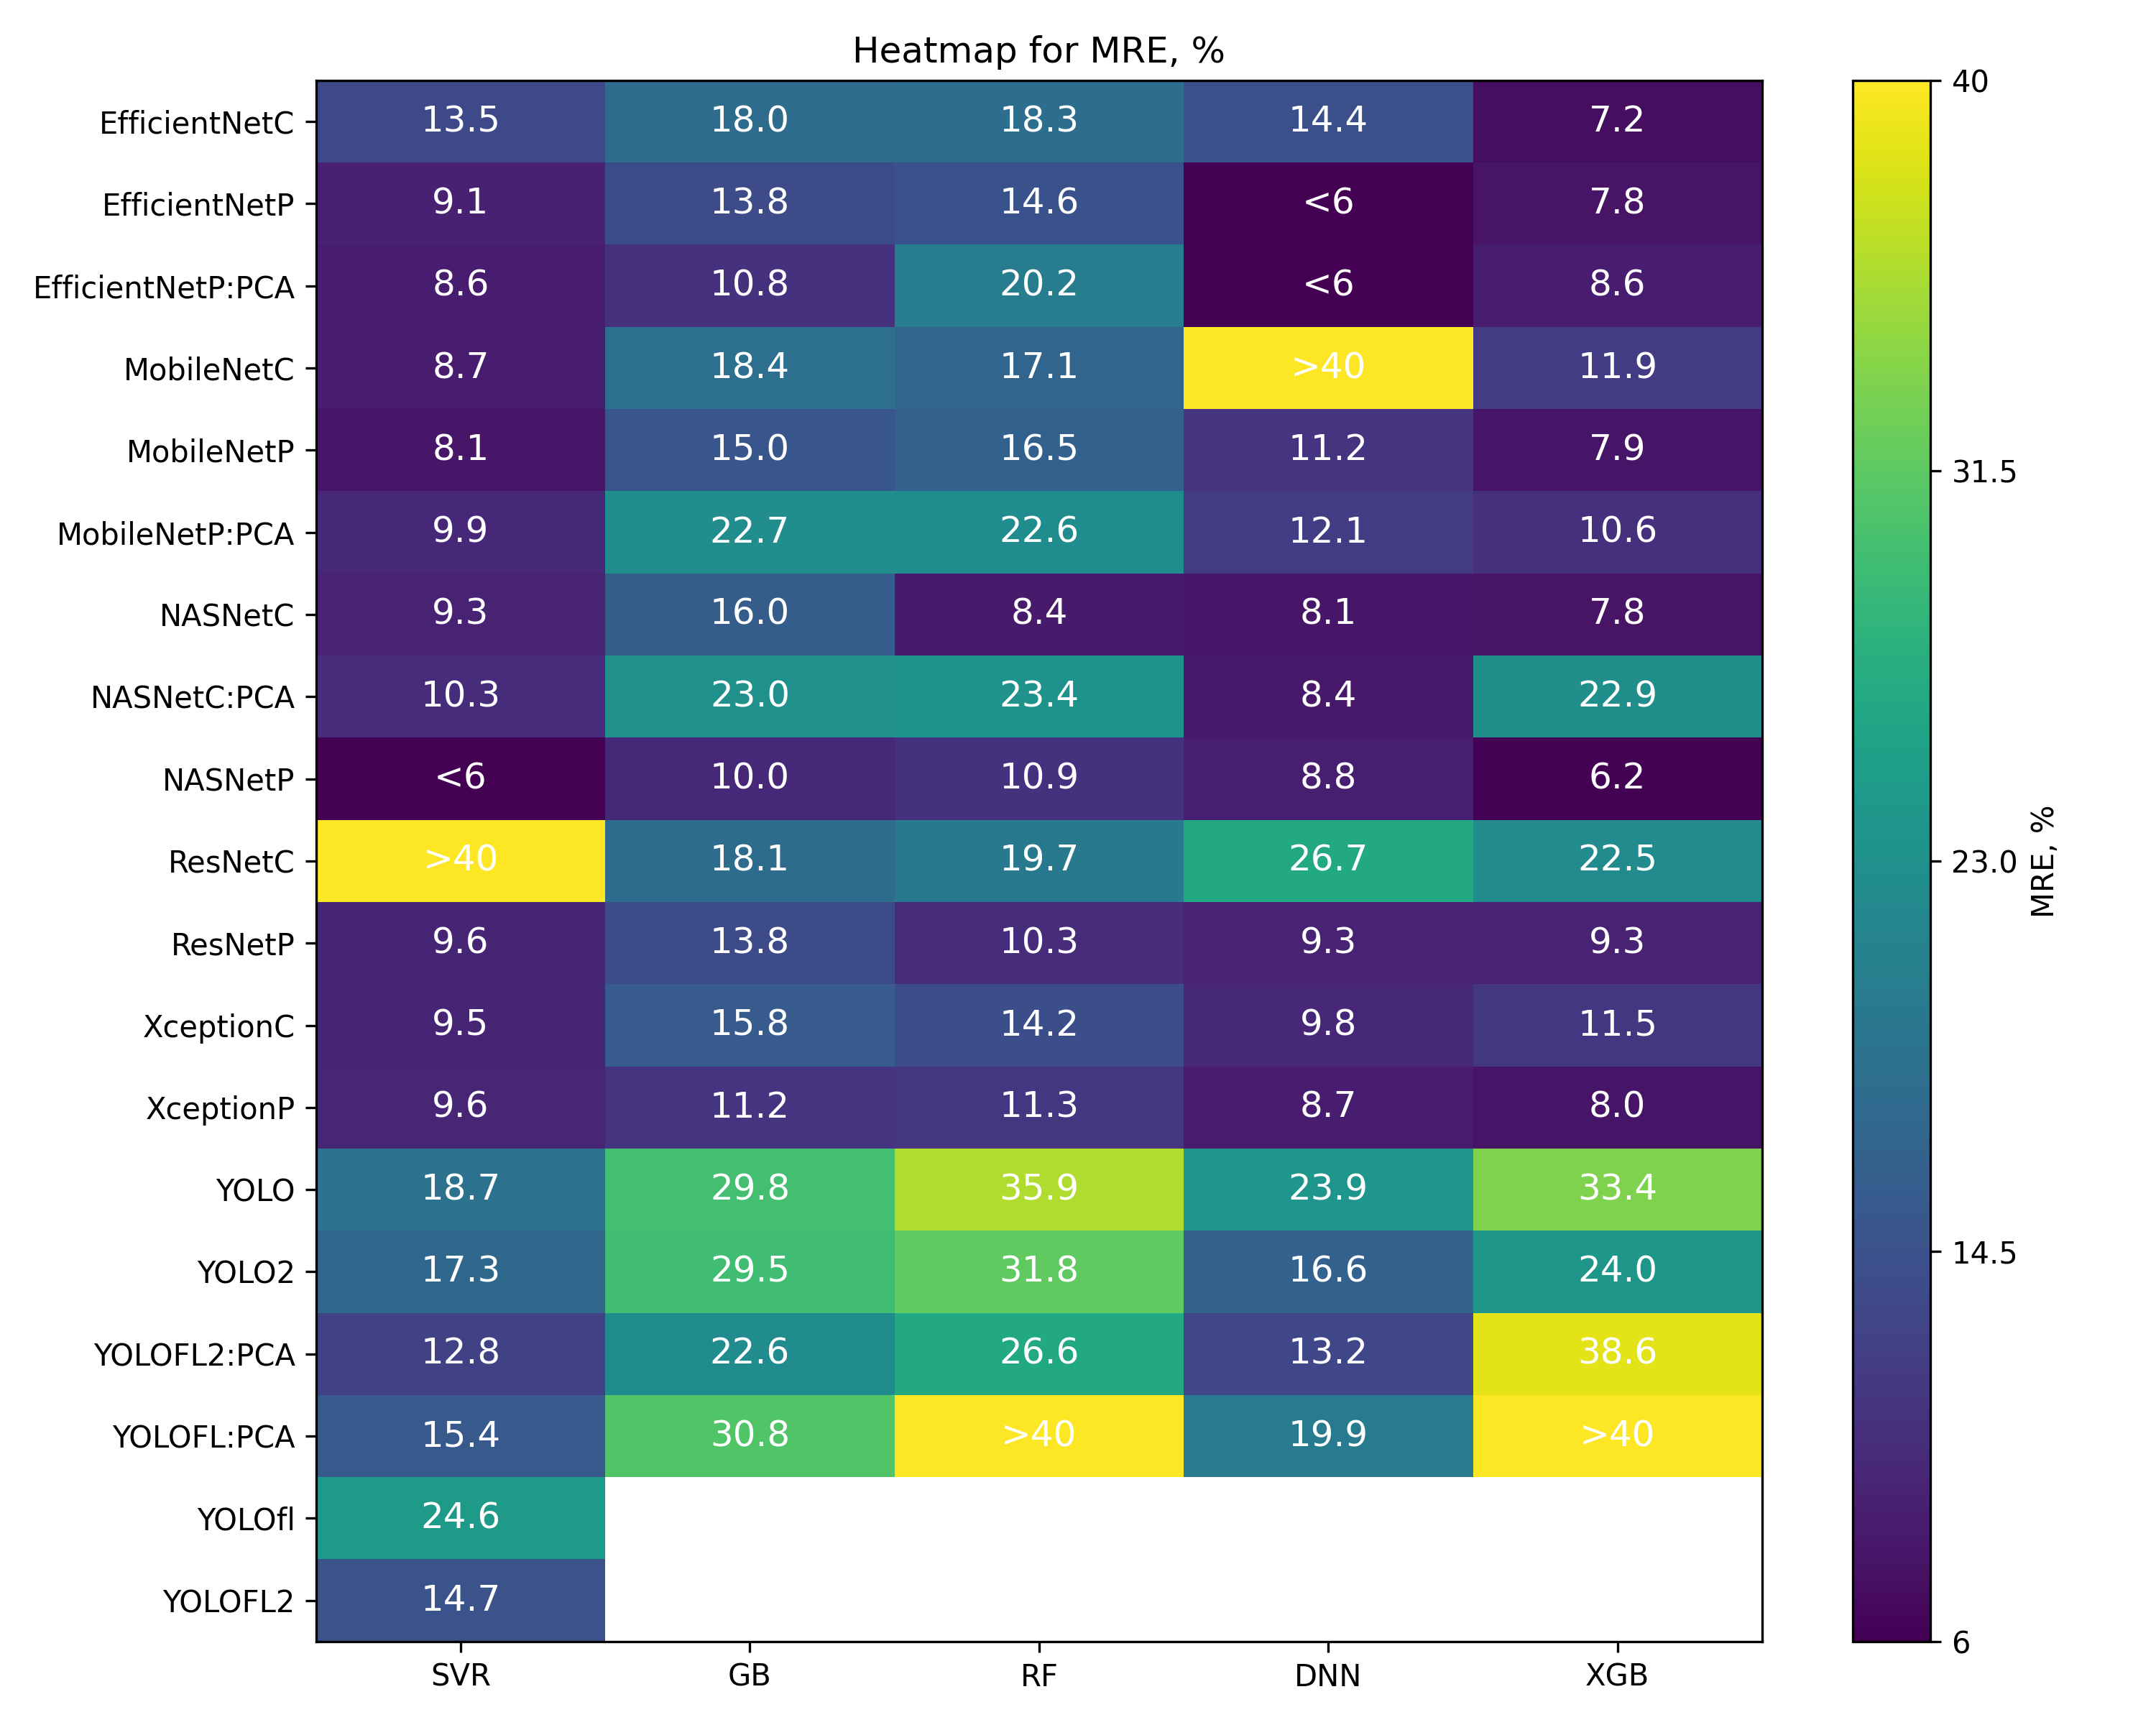 Heatmap for MRE, %
EfficientNetC 13.5 18.0 18.3 14.4 7.2
EfficientNetP 9.1 13.8 14.6 <6 7.8
EfficientNetP:PCA 8.6 10.8 20.2 <6 8.6
MobileNetC 8.7 18.4 17.1 >40 11.9
MobileNetP 8.1 15.0 16.5 11.2 7.9
MobileNetP:PCA 9.9 22.7 22.6 12.1 10.6
NASNetC 9.3 16.0 8.4 8.1 7.8
NASNetC:PCA 10.3 23.0 23.4 8.4 22.9
NASNetP <6 10.0 10.9 8.8 6.2
ResNetC >40 18.1 19.7 26.7 22.5
ResNetP 9.6 13.8 10.3 9.3 9.3
XceptionC 9.5 15.8 14.2 9.8 11.5
XceptionP 9.6 11.2 11.3 8.7 8.0
YOLO 18.7 29.8 35.9 23.9 33.4
YOLO2 17.3 29.5 31.8 16.6 24.0
YOLOFL2:PCA 12.8 22.6 26.6 13.2 38.6
YOLOFL:PCA 15.4 30.8 >40 19.9 >40
YOLOfl 24.6
YOLOFL2 14.7
SVR GB RF DNN XGB
40
31.5
23.0
14.5
6
MRE, %